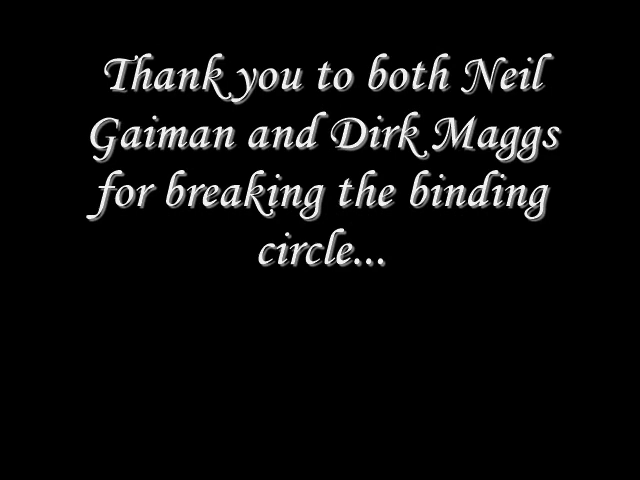 Thank you to both Neil
Gaiman and Dirk Maggs
for breaking the binding
circle...